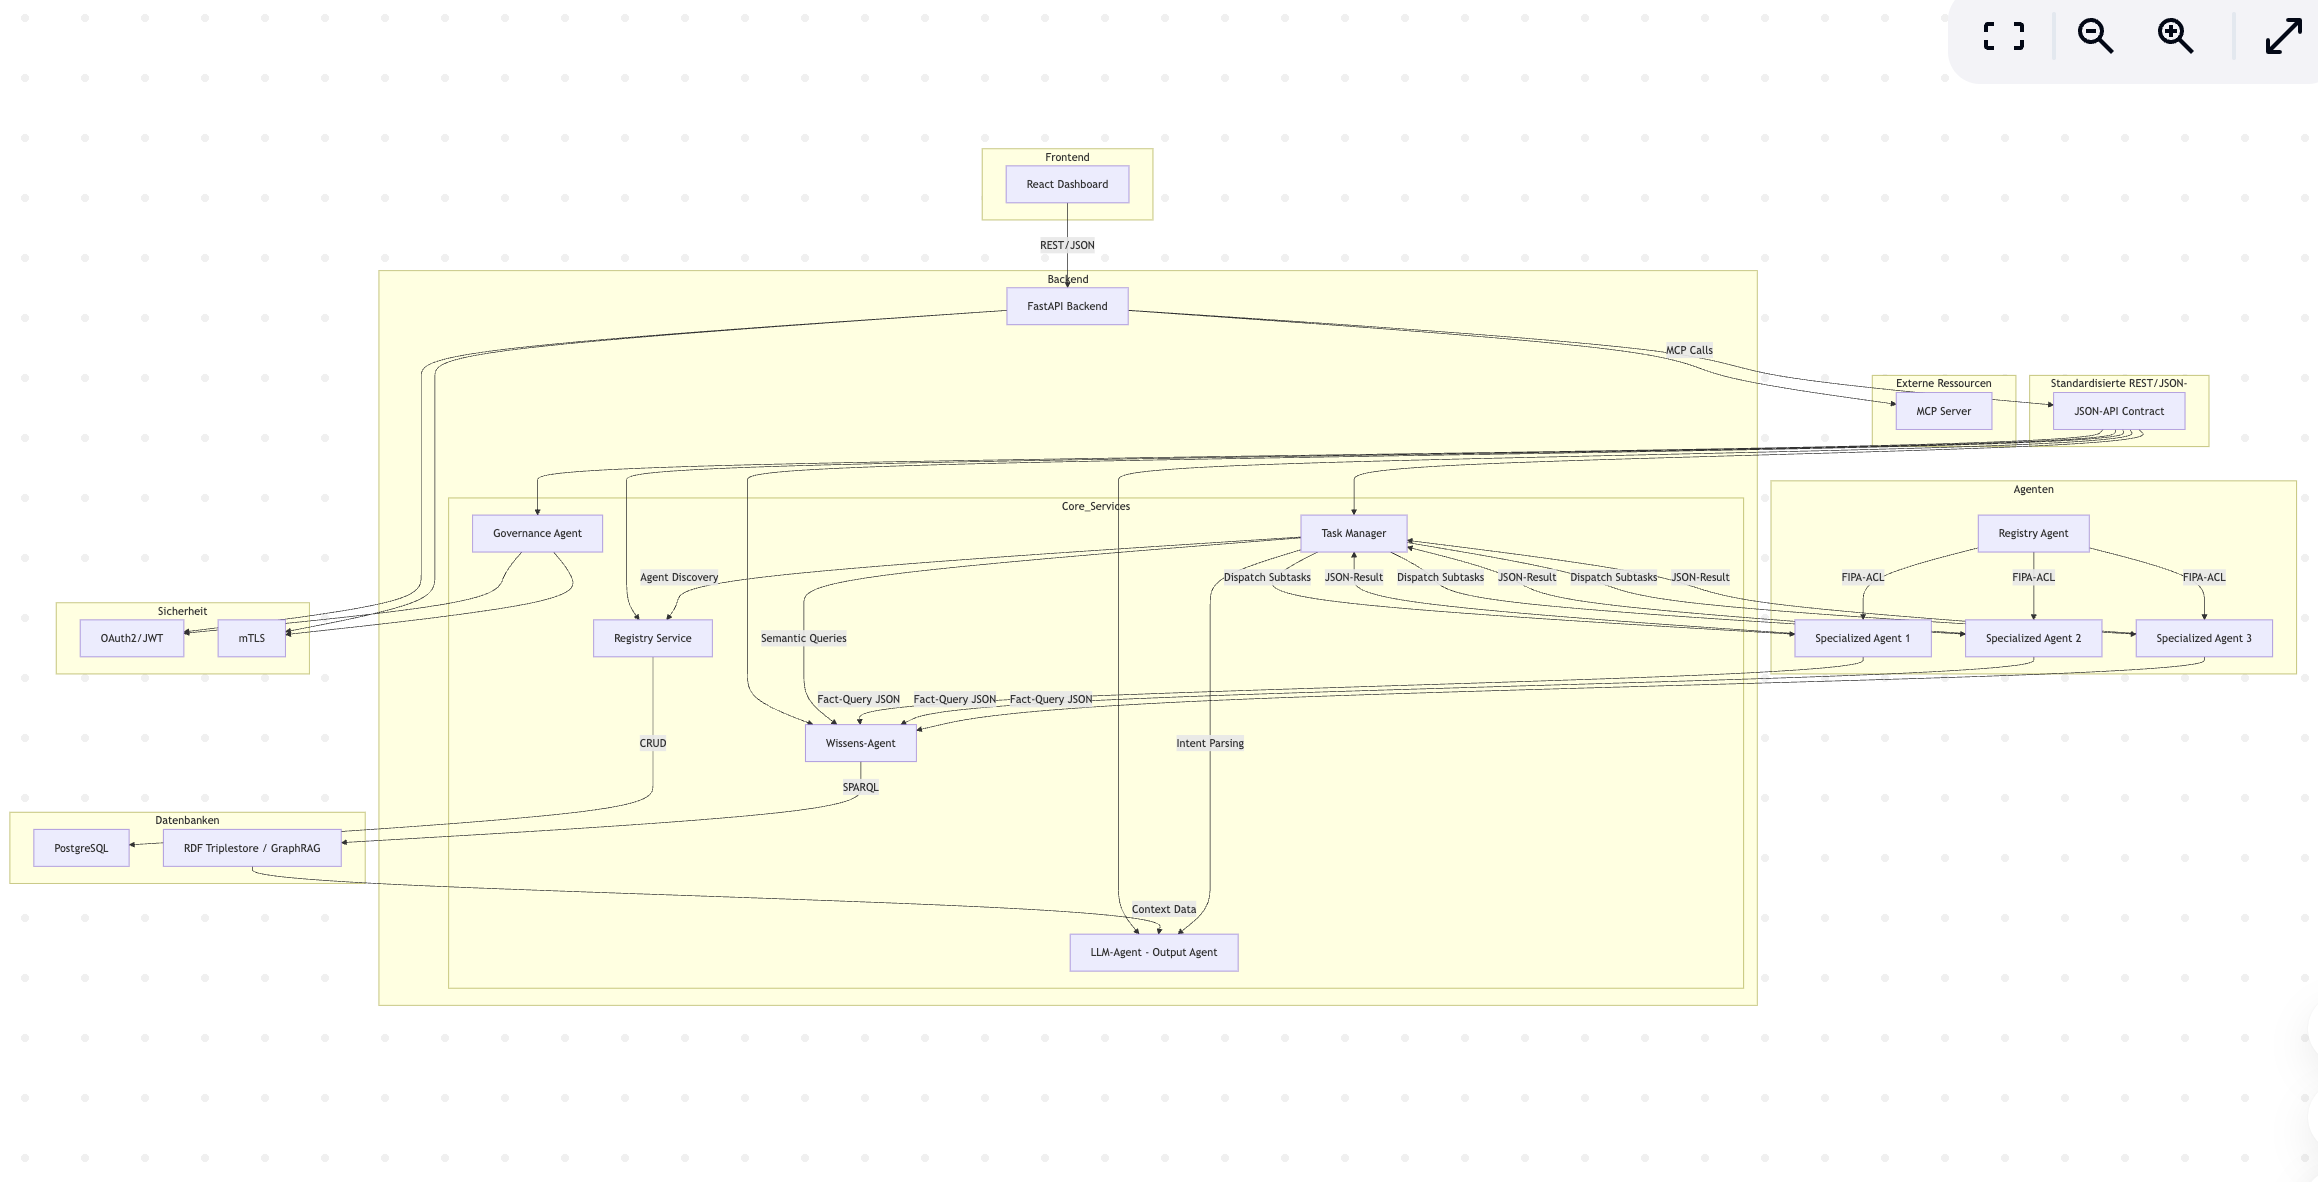 Frontend
React Dashboard
REST/JSON
Backend
FastAPI Backend
MCP Calls
Externe Ressourcen
MCP Server
Standardisierte REST/JSON-
JSON-API Contract
Core_Services
Governance Agent
Task Manager
Agenten
Registry Agent
Agent Discovery
Dispatch Subtasks
JSON-Result
Dispatch Subtasks
JSON-Result
Dispatch Subtasks
JSON-Result
FIPA-ACL
FIPA-ACL
FIPA-ACL
Sicherheit
OAuth2/JWT
mTLS
Registry Service
Semantic Queries
Specialized Agent 1
Specialized Agent 2
Specialized Agent 3
Fact-Query JSON
Fact-Query JSON
Fact-Query JSON
CRUD
Wissens-Agent
Intent Parsing
SPARQL
Datenbanken
PostgreSQL
RDF Triplestore / GraphRAG
Context Data
LLM-Agent - Output Agent